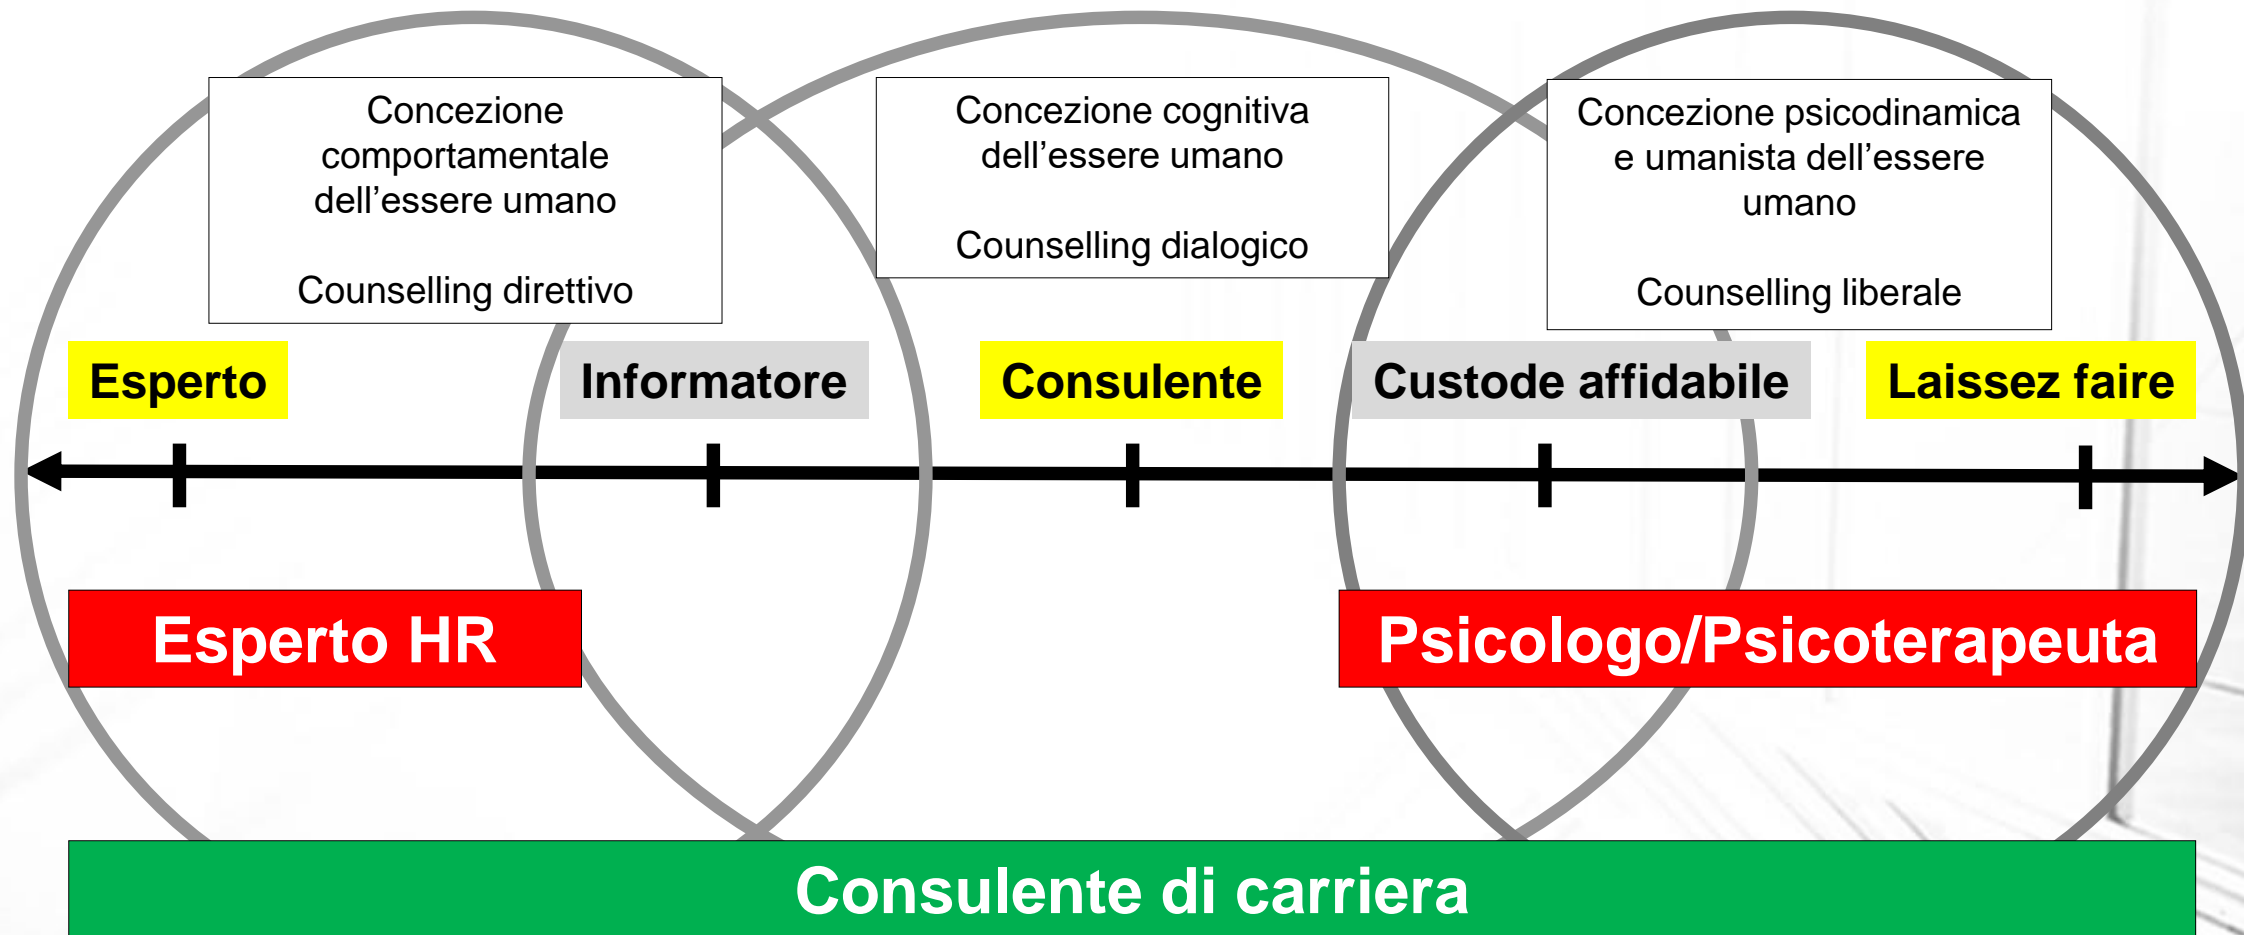 Concezione
comportamentale
dell’essere umano
Counselling direttivo
Concezione cognitiva
dell’essere umano
Counselling dialogico
Concezione psicodinamica
e umanista dell’essere
umano
Counselling liberale
Esperto
Informatore
Consulente
Custode affidabile
Laissez faire
Esperto HR
Psicologo/Psicoterapeuta
Consulente di carriera